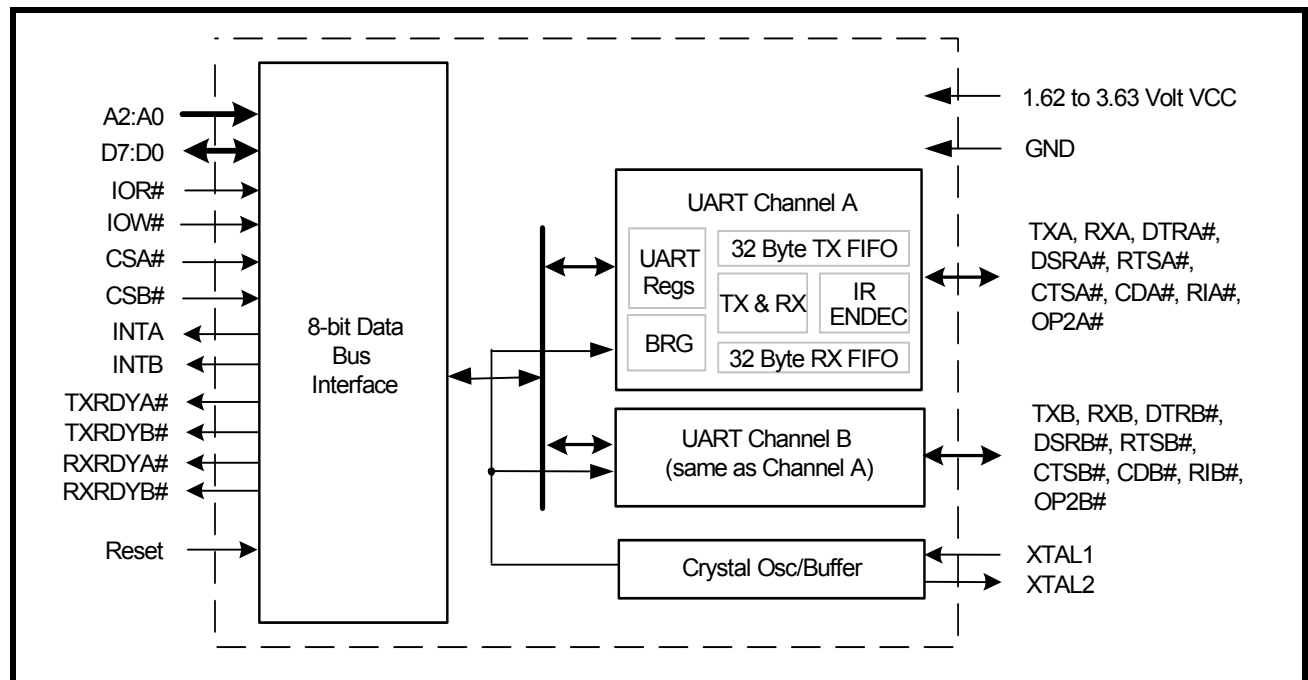 A2:A0
D7:D0
IOR#
IOW#
CSA#
CSB#
INTA
INTB
TXRDYA#
TXRDYB#
RXRDYA#
RXRDYB#
Reset
8-bit Data
Bus
Interface
UART Channel A
UART
Regs
BRG
32 Byte TX FIFO
TX & RX
IR
ENDEC
32 Byte RX FIFO
UART Channel B
(same as Channel A)
Crystal Osc/Buffer
1.62 to 3.63 Volt VCC
GND
TXA, RXA, DTRA#,
DSRA#, RTSA#,
CTSA#, CDA#, RIA#,
OP2A#
TXB, RXB, DTRB#,
DSRB#, RTSB#,
CTSB#, CDB#, RIB#,
OP2B#
XTAL1
XTAL2